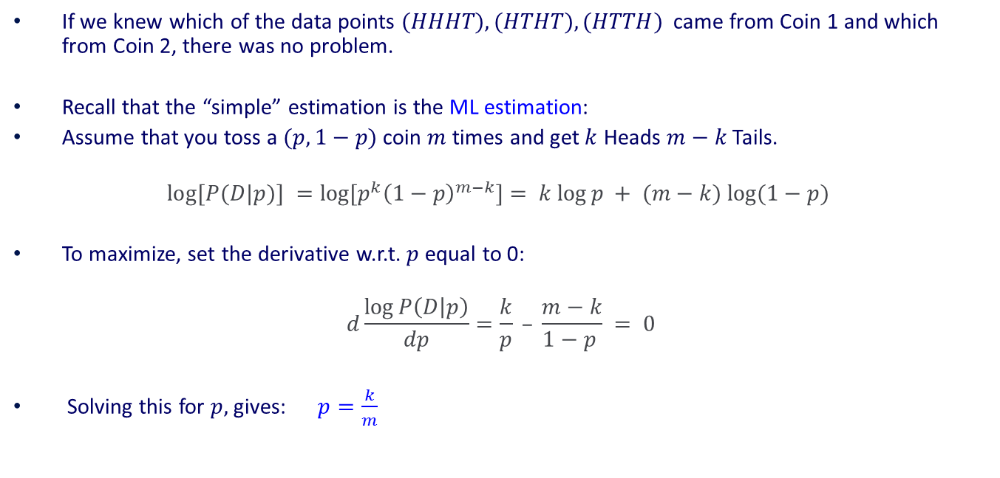 • If we knew which of the data points (HHHT), (HTHT), (HTTH) came from Coin 1 and which
from Coin 2, there was no problem.
• Recall that the “simple” estimation is the ML estimation:
• Assume that you toss a (p, 1 − p) coin m times and get k Heads m − k Tails.
log[P(D|p)] = log[p^k (1 − p)^{m−k}] = k log p + (m − k) log(1 − p)
• To maximize, set the derivative w.r.t. p equal to 0:
d \frac{log P(D|p)}{dp} = \frac{k}{p} – \frac{m − k}{1 − p} = 0
• Solving this for p, gives: p = \frac{k}{m}